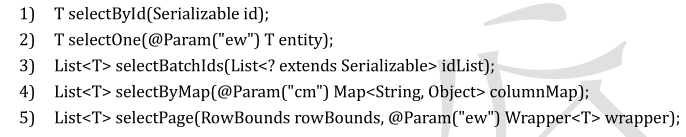 1) T selectById(Serializable id);
2) T selectOne(@Param("ew") T entity);
3) List<T> selectBatchIds(List<? extends Serializable> idList);
4) List<T> selectByMap(@Param("cm") Map<String, Object> columnMap);
5) List<T> selectPage(RowBounds rowBounds, @Param("ew") Wrapper<T> wrapper);